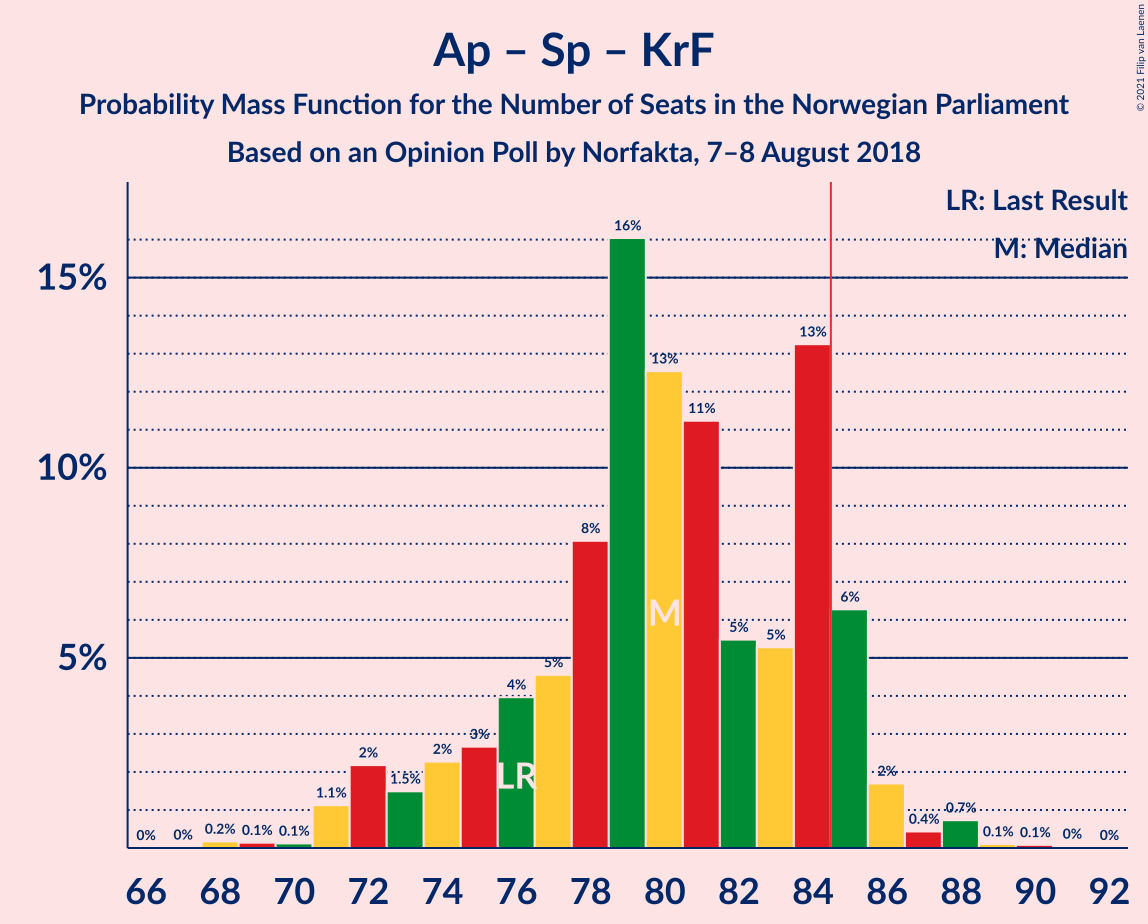 Ap – Sp – KrF
Probability Mass Function for the Number of Seats in the Norwegian Parliament
Based on an Opinion Poll by Norfakta, 7–8 August 2018
© 2021 Filip van Laenen
LR: Last Result
M: Median
15%
10%
5%
0% 0% 0.2% 0.1% 0.1% 1.1% 2% 1.5% 2% 3% 4% 5% 8% 16% 13% 11% 5% 5% 13% 6% 2% 0.4% 0.7% 0.1% 0.1% 0% 0%
LR
M
66 68 70 72 74 76 78 80 82 84 86 88 90 92